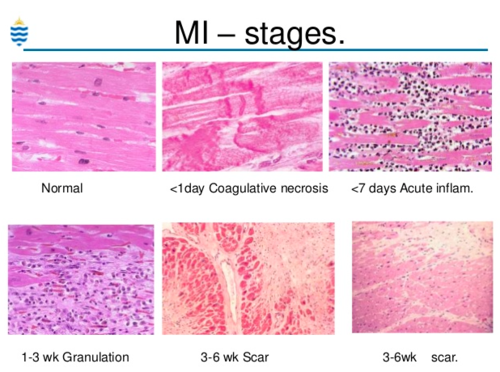 MI – stages.
Normal
<1day Coagulative necrosis
<7 days Acute inflam.
1-3 wk Granulation
3-6 wk Scar
3-6wk scar.